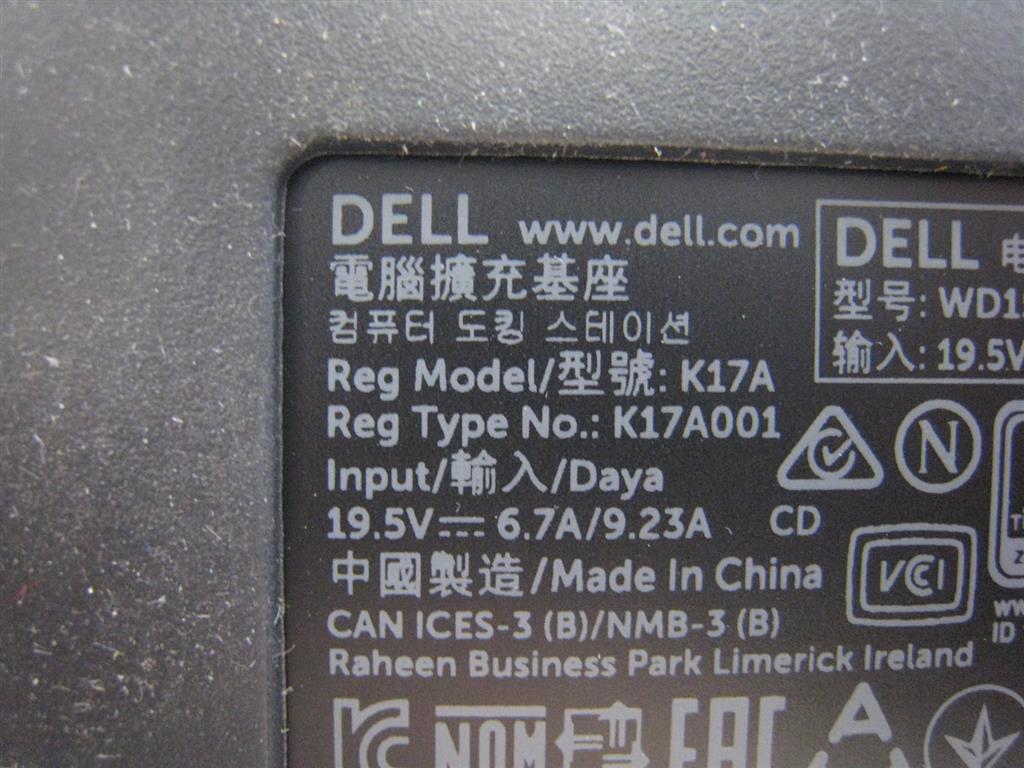 DELL www.dell.com
電腦擴充基座
컴퓨터 도킹 스테이션
Reg Model/型號: K17A
Reg Type No.: K17A001
Input/輸入/Daya
19.5V⎓ 6.7A/9.23A CD
中國製造/Made In China
CAN ICES-3 (B)/NMB-3 (B)
Raheen Business Park Limerick Ireland
DELL 电
型号: WD1
输入: 19.5V
N
VCCI
ID
NOM
EAC